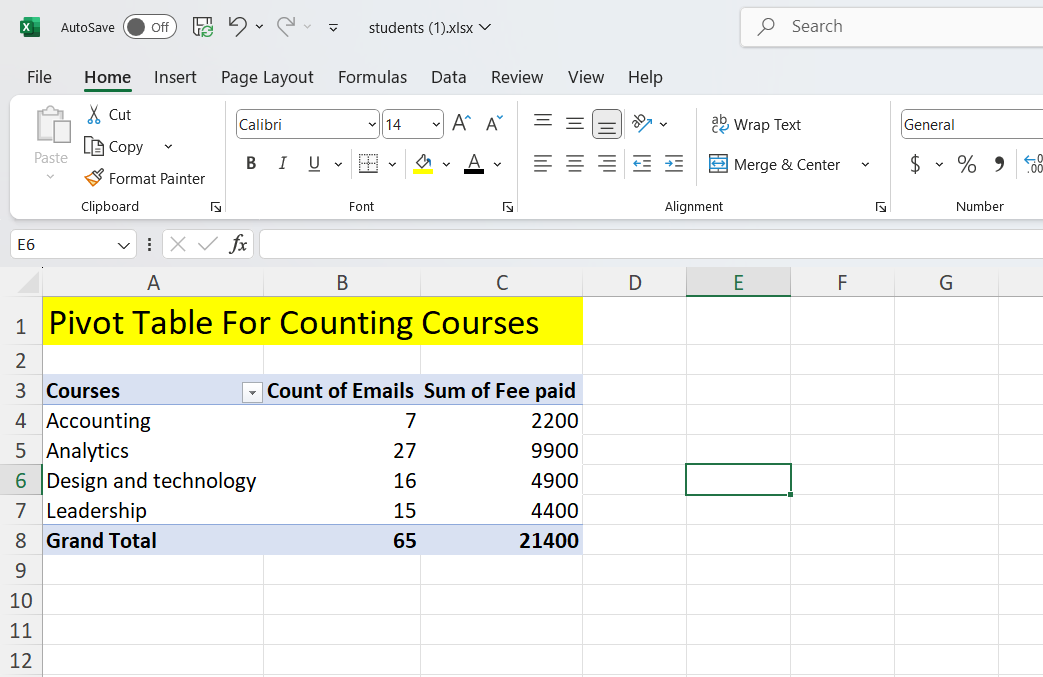 AutoSave Off students (1).xlsx Search
File Home Insert Page Layout Formulas Data Review View Help
Paste Cut
Copy
Format Painter
Clipboard
Calibri 14 A A
B I U A
Font
ab Wrap Text
Merge & Center
Alignment
General
$ % , .00
Number
E6 fx
A B C D E F G
1 Pivot Table For Counting Courses
2
3 Courses Count of Emails Sum of Fee paid
4 Accounting 7 2200
5 Analytics 27 9900
6 Design and technology 16 4900
7 Leadership 15 4400
8 Grand Total 65 21400
9
10
11
12